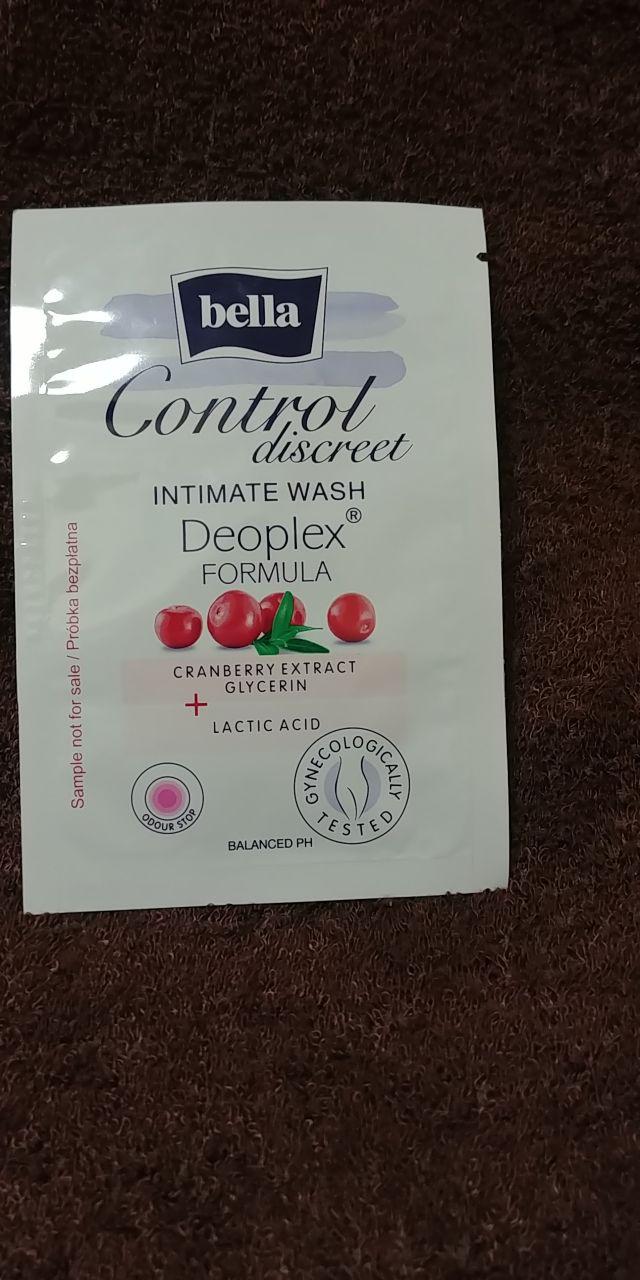 bella
Control
discreet
INTIMATE WASH
Deoplex®
FORMULA
CRANBERRY EXTRACT
GLYCERIN
+
LACTIC ACID
ODOUR STOP
GYNECOLOGICALLY
TESTED
BALANCED PH
Sample not for sale / Próbka bezpłatna